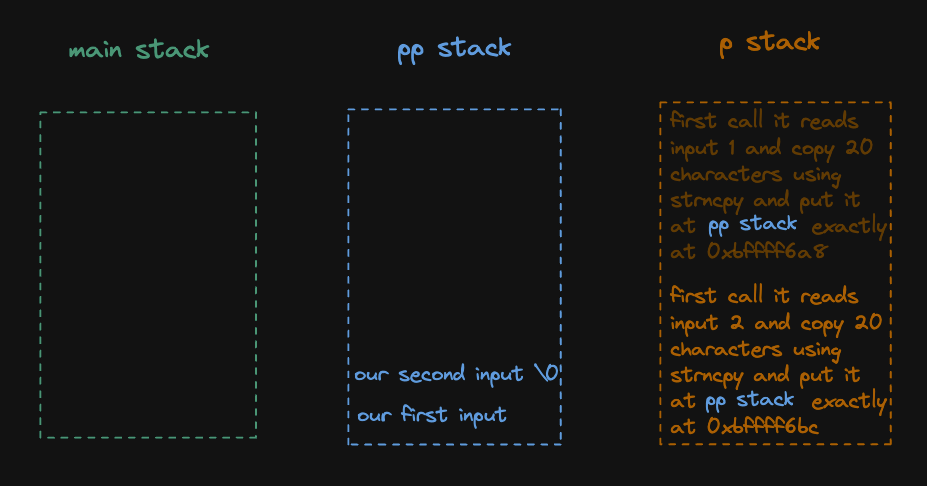 main stack
pp stack
p stack
first call it reads
input 1 and copy 20
characters using
strncpy and put it
at pp stack exactly
at 0xbffff6a8
first call it reads
input 2 and copy 20
characters using
strncpy and put it
at pp stack exactly
at 0xbffff6bc
our second input \0
our first input